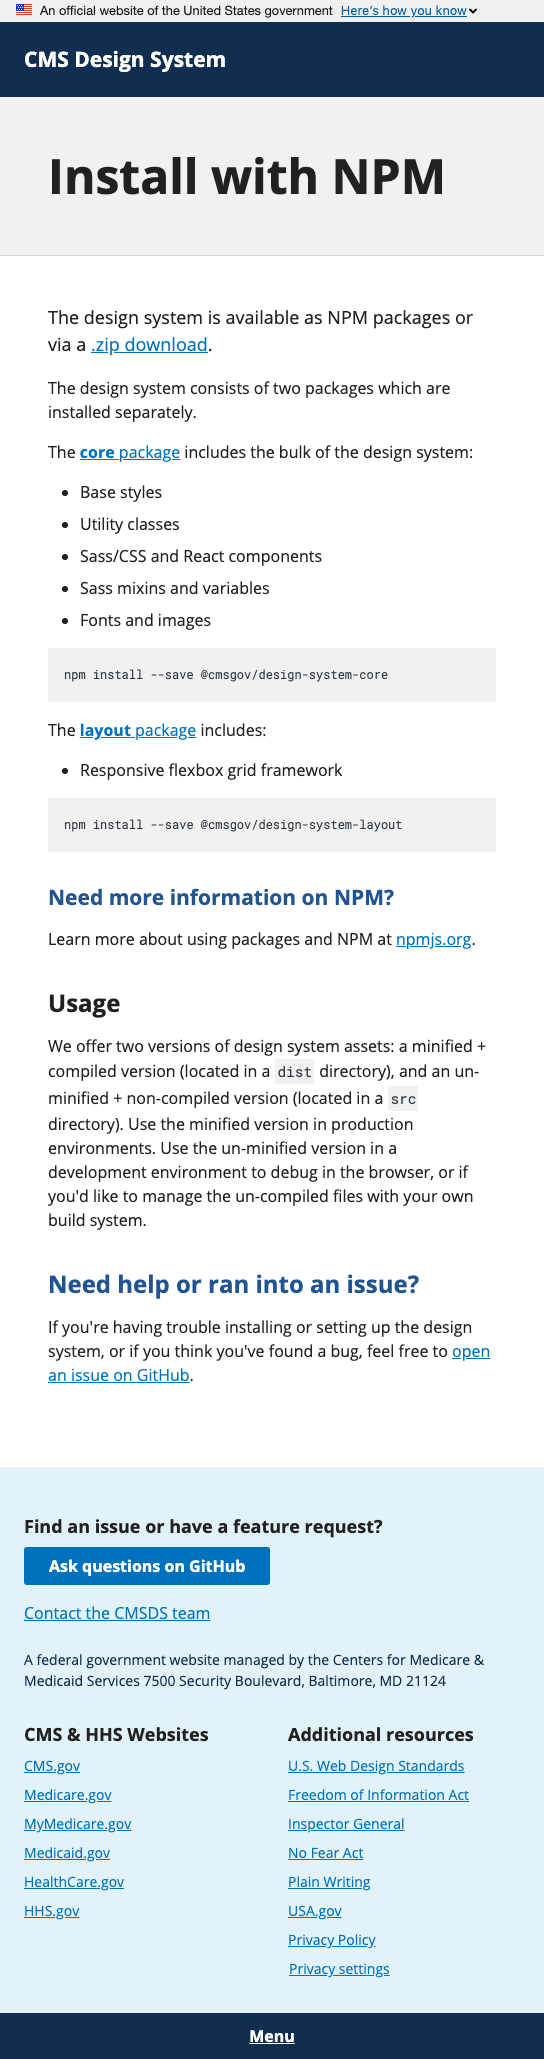 An official website of the United States government Here's how you know
CMS Design System
Install with NPM
The design system is available as NPM packages or
via a .zip download.
The design system consists of two packages which are
installed separately.
The core package includes the bulk of the design system:
• Base styles
• Utility classes
• Sass/CSS and React components
• Sass mixins and variables
• Fonts and images
npm install --save @cmsgov/design-system-core
The layout package includes:
• Responsive flexbox grid framework
npm install --save @cmsgov/design-system-layout
Need more information on NPM?
Learn more about using packages and NPM at npmjs.org.
Usage
We offer two versions of design system assets: a minified +
compiled version (located in a dist directory), and an un-
minified + non-compiled version (located in a src
directory). Use the minified version in production
environments. Use the un-minified version in a
development environment to debug in the browser, or if
you'd like to manage the un-compiled files with your own
build system.
Need help or ran into an issue?
If you're having trouble installing or setting up the design
system, or if you think you've found a bug, feel free to open
an issue on GitHub.
Find an issue or have a feature request?
Ask questions on GitHub
Contact the CMSDS team
A federal government website managed by the Centers for Medicare &
Medicaid Services 7500 Security Boulevard, Baltimore, MD 21124
CMS & HHS Websites
CMS.gov
Medicare.gov
MyMedicare.gov
Medicaid.gov
HealthCare.gov
HHS.gov
Additional resources
U.S. Web Design Standards
Freedom of Information Act
Inspector General
No Fear Act
Plain Writing
USA.gov
Privacy Policy
Privacy settings
Menu